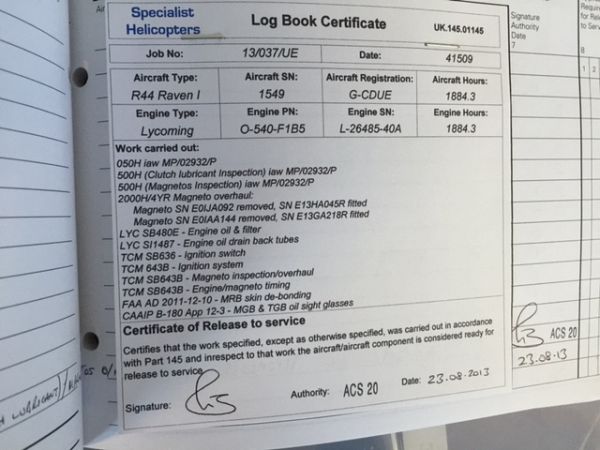 Specialist
Helicopters
Log Book Certificate
UK.145.01145
Job No: 13/037/UE Date: 41509
Aircraft Type: Aircraft SN: Aircraft Registration: Aircraft Hours:
R44 Raven I 1549 G-CDUE 1884.3
Engine Type: Engine PN: Engine SN: Engine Hours:
Lycoming O-540-F1B5 L-26485-40A 1884.3
Work carried out:
050H iaw MP/02932/P
500H (Clutch lubricant Inspection) iaw MP/02932/P
500H (Magnetos Inspection) iaw MP/02932/P
2000H/4YR Magneto overhaul:
Magneto SN E0IJA092 removed, SN E13HA045R fitted
Magneto SN E0IAA144 removed, SN E13GA218R fitted
LYC SB480E - Engine oil & filter
LYC SI1487 - Engine oil drain back tubes
TCM SB636 - Ignition switch
TCM 643B - Ignition system
TCM SB643B - Magneto inspection/overhaul
TCM SB643B - Engine/magneto timing
FAA AD 2011-12-10 - MRB skin de-bonding
CAAIP B-180 App 12-3 - MGB & TGB oil sight glasses
Certificate of Release to service
Certifies that the work specified, except as otherwise specified, was carried out in accordance
with Part 145 and inrespect to that work the aircraft/aircraft component is considered ready for
release to service
Signature: Authority: ACS 20 Date: 23.08.2013
Signature
Authority
Date
7
8
1 2
ACS 20
23.08.13